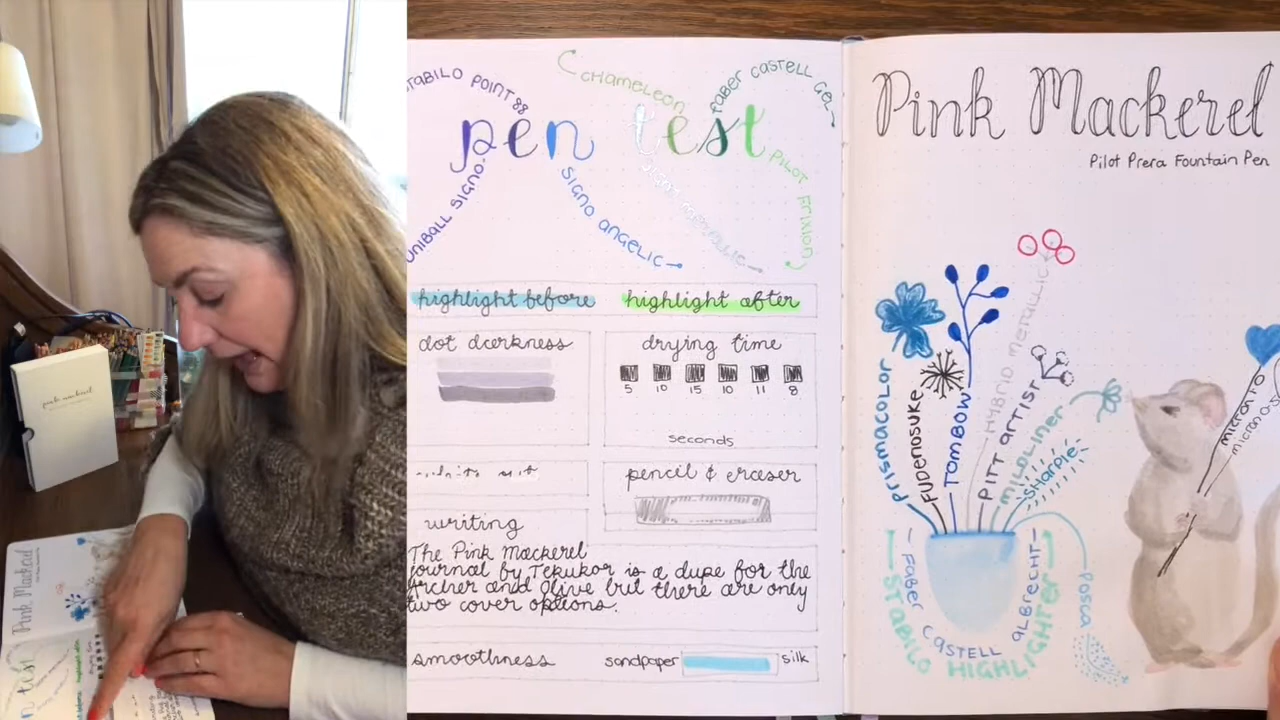 STABILO POINT 88
CHAMELEON
FABER CASTELL GEL
pen test
UNIBALL SIGNO
SIGNO ANGELIC
PILOT FRIXION
highlight before
highlight after
dot darkness
drying time
5 10 15 10 11 8
seconds
pencil & eraser
writing
The Pink Mackerel
journal by Tekukor is a dupe for the
Archer and Olive but there are only
two cover options.
smoothness
sandpaper
silk
Pink Mackerel
Pilot Prera Fountain Pen
PRISMACOLOR
FUDENOSUKE
TOMBOW
HYBRID METALLIC
PITT ARTIST
MILDLINER
SHARPIE
MICRON 10
FABER CASTELL ALBRECHT
STABILO HIGHLIGHTER
POSCA
pink mackerel